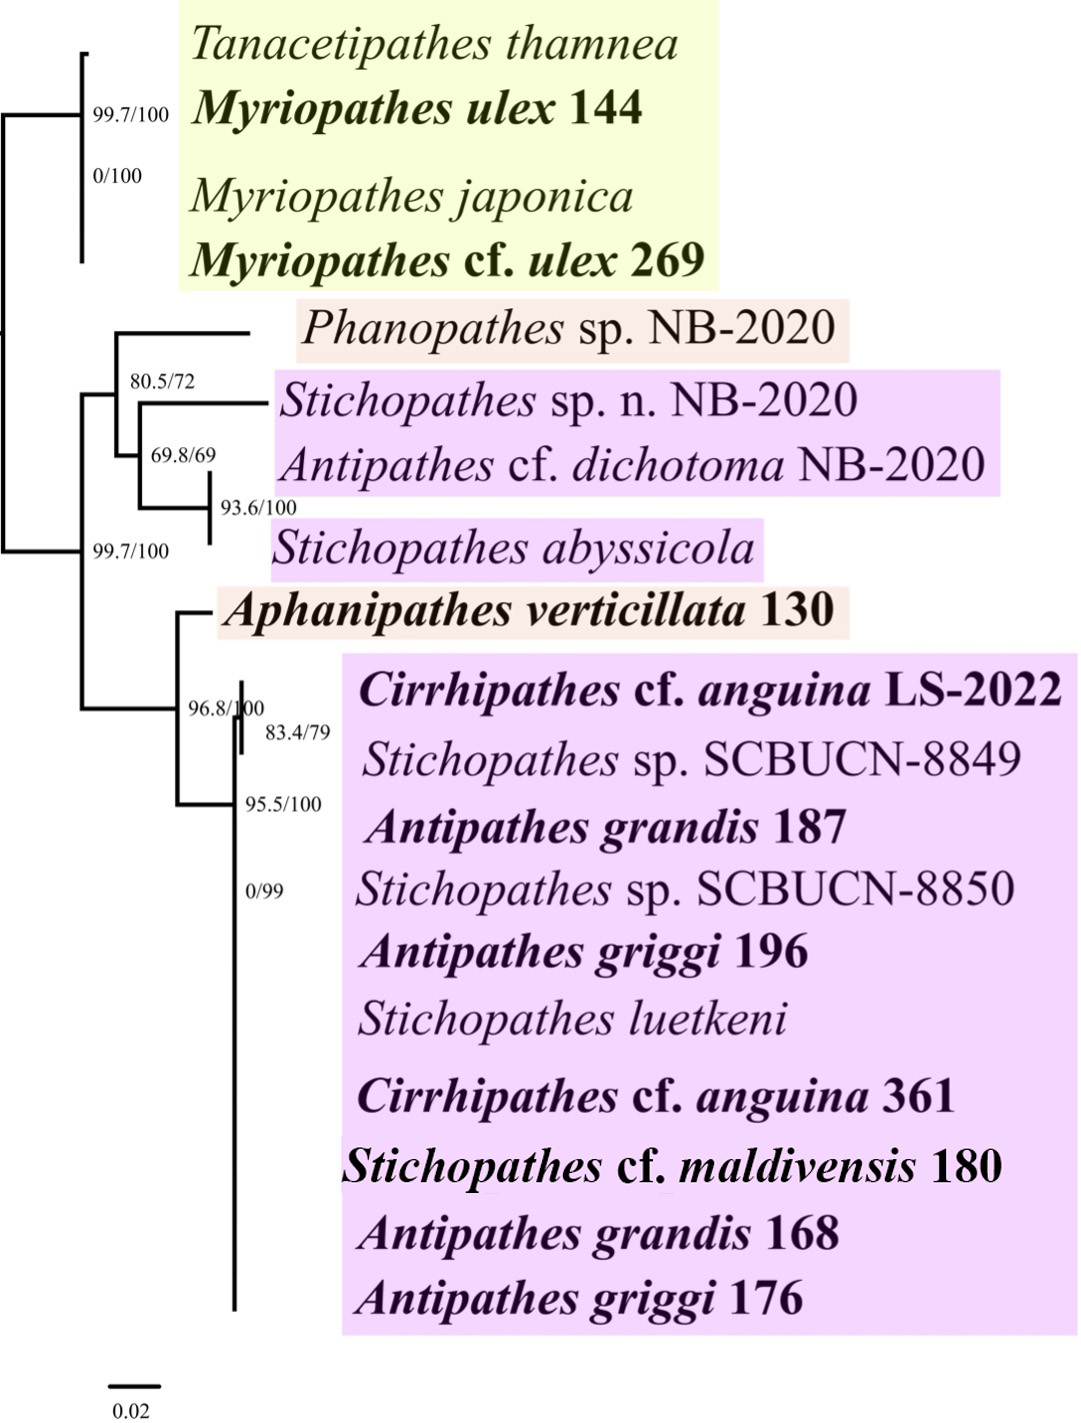 Tanacetipathes thamnea
99.7/100
Myriopathes ulex 144
0/100
Myriopathes japonica
Myriopathes cf. ulex 269
Phanopathes sp. NB-2020
80.5/72
Stichopathes sp. n. NB-2020
69.8/69
Antipathes cf. dichotoma NB-2020
93.6/100
99.7/100
Stichopathes abyssicola
Aphanipathes verticillata 130
Cirrhipathes cf. anguina LS-2022
96.8/100
83.4/79
Stichopathes sp. SCBUCN-8849
95.5/100
Antipathes grandis 187
0/99
Stichopathes sp. SCBUCN-8850
Antipathes griggi 196
Stichopathes luetkeni
Cirrhipathes cf. anguina 361
Stichopathes cf. maldivensis 180
Antipathes grandis 168
Antipathes griggi 176
0.02